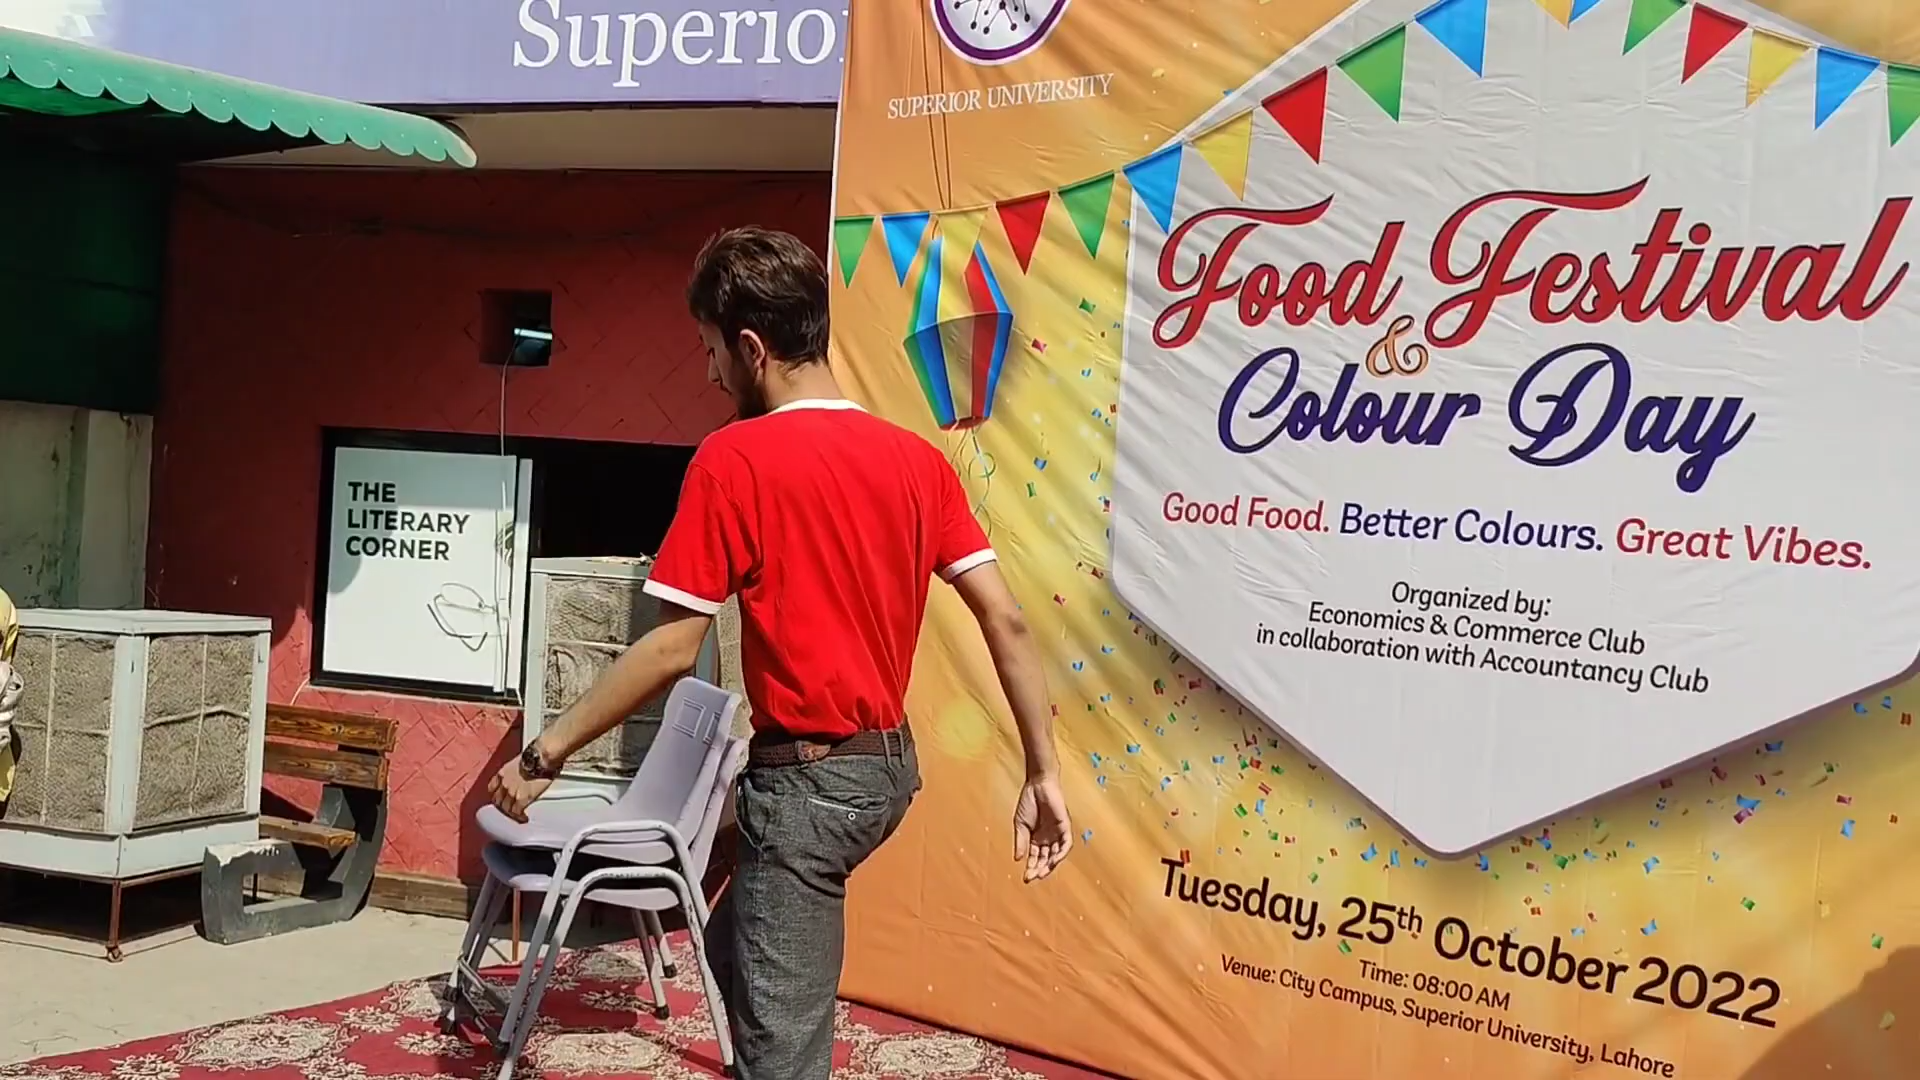 Superio
SUPERIOR UNIVERSITY
Food Festival
&
Colour Day
Good Food. Better Colours. Great Vibes.
Organized by:
Economics & Commerce Club
in collaboration with Accountancy Club
Tuesday, 25th October 2022
Time: 08:00 AM
Venue: City Campus, Superior University, Lahore
THE
LITERARY
CORNER